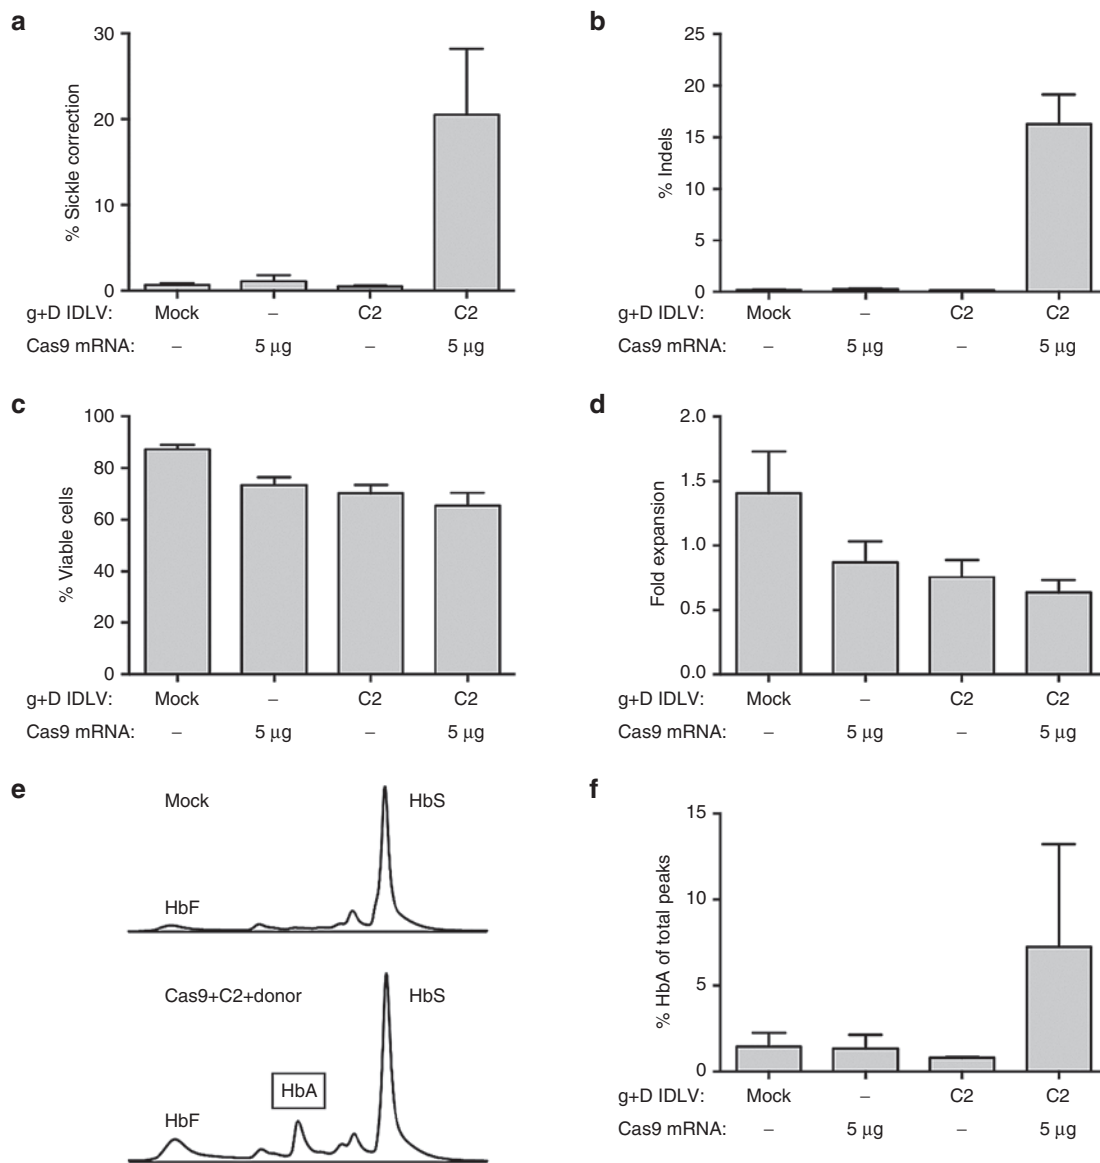 a
% Sickle correction
30
20
10
0
g+D IDLV: Mock – C2 C2
Cas9 mRNA: – 5 μg – 5 μg
b
% Indels
25
20
15
10
5
0
g+D IDLV: Mock – C2 C2
Cas9 mRNA: – 5 μg – 5 μg
c
% Viable cells
100
80
60
40
20
0
g+D IDLV: Mock – C2 C2
Cas9 mRNA: – 5 μg – 5 μg
d
Fold expansion
2.0
1.5
1.0
0.5
0.0
g+D IDLV: Mock – C2 C2
Cas9 mRNA: – 5 μg – 5 μg
e
Mock HbS
HbF
Cas9+C2+donor HbS
HbA
HbF
f
% HbA of total peaks
15
10
5
0
g+D IDLV: Mock – C2 C2
Cas9 mRNA: – 5 μg – 5 μg